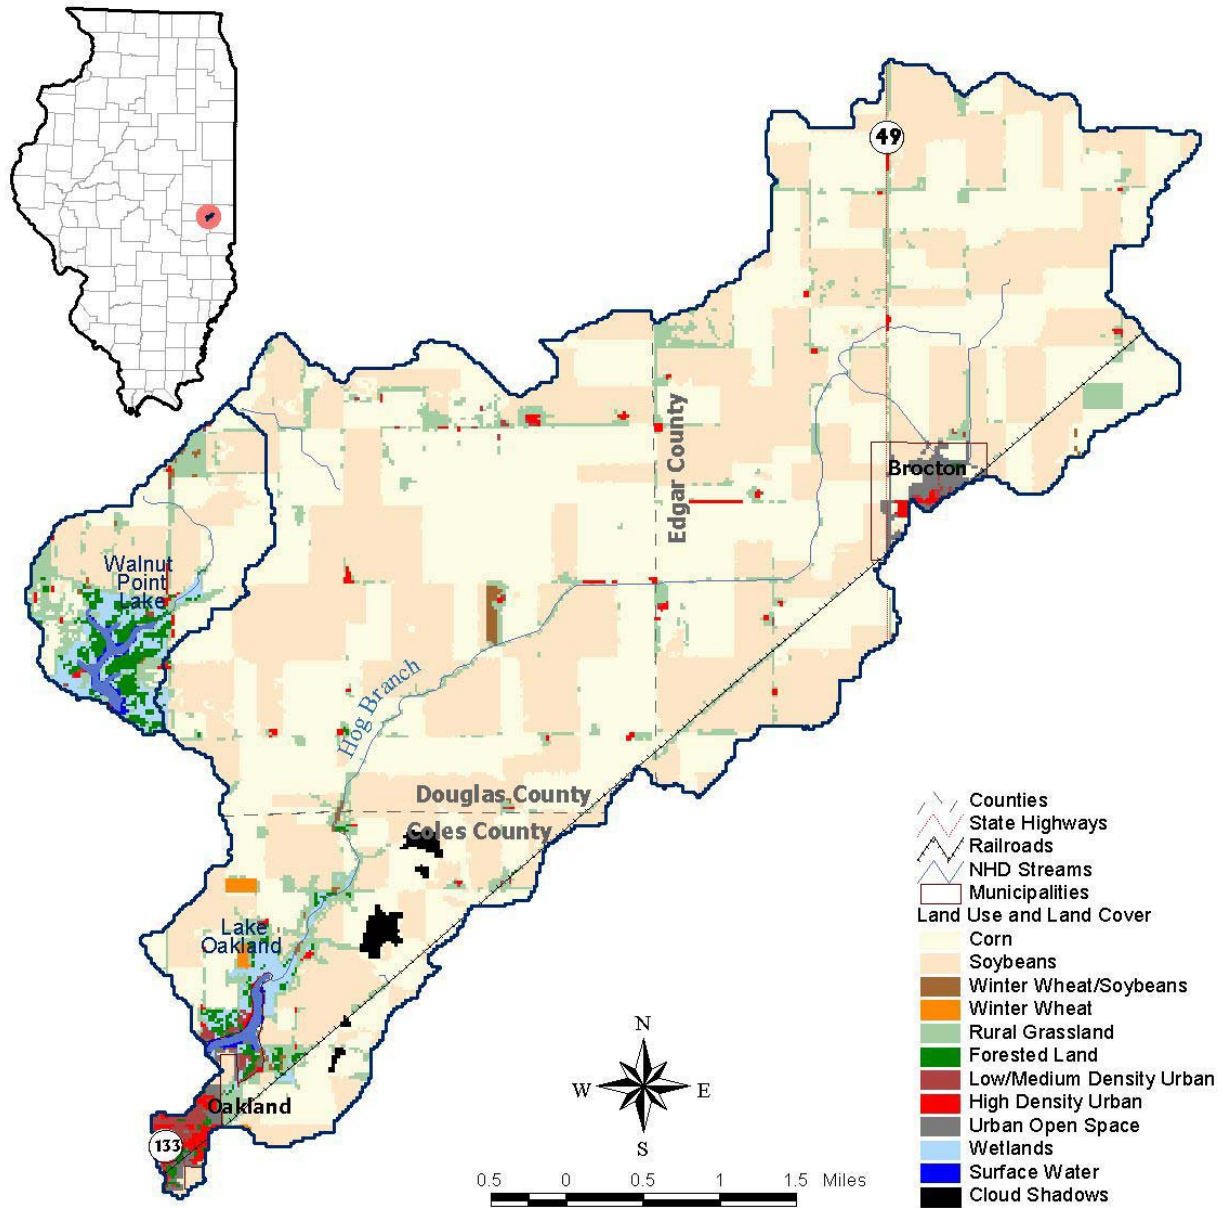 49
Edgar County
Brocton
Walnut
Point
Lake
Hog Branch
Douglas County
Coles County
Lake
Oakland
Oakland
133
N
W
E
S
0.5 0 0.5 1 1.5 Miles
Counties
State Highways
Railroads
NHD Streams
Municipalities
Land Use and Land Cover
Corn
Soybeans
Winter Wheat/Soybeans
Winter Wheat
Rural Grassland
Forested Land
Low/Medium Density Urban
High Density Urban
Urban Open Space
Wetlands
Surface Water
Cloud Shadows